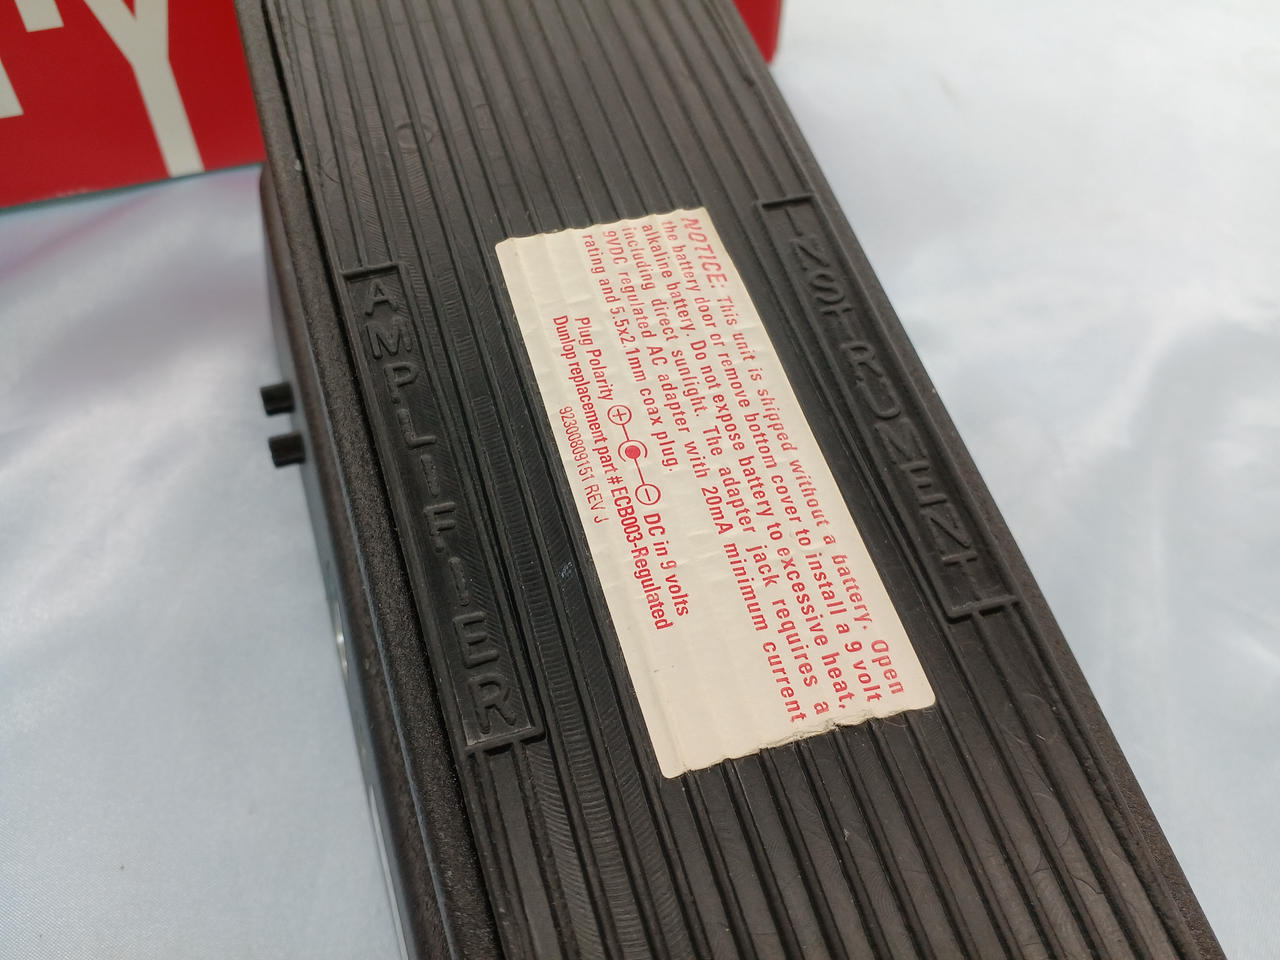 TY
AMPLIFIER
INSTRUMENT
NOTICE: This unit is shipped without a battery. Open
the battery door or remove bottom cover to install a 9 volt
alkaline battery. Do not expose battery to excessive heat,
including direct sunlight. The adapter jack requires a
9VDC regulated AC adapter with 20mA minimum current
rating and 5.5x2.1mm coax plug.
Plug Polarity + - DC in 9 volts
Dunlop replacement part # ECB003-Regulated
92300809151 REV J